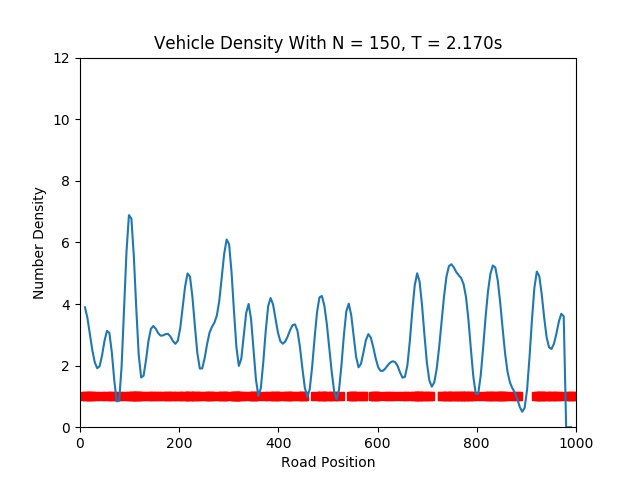 Vehicle Density With N = 150, T = 2.170s
12
10
8
6
4
2
0
Number Density
0 200 400 600 800 1000
Road Position